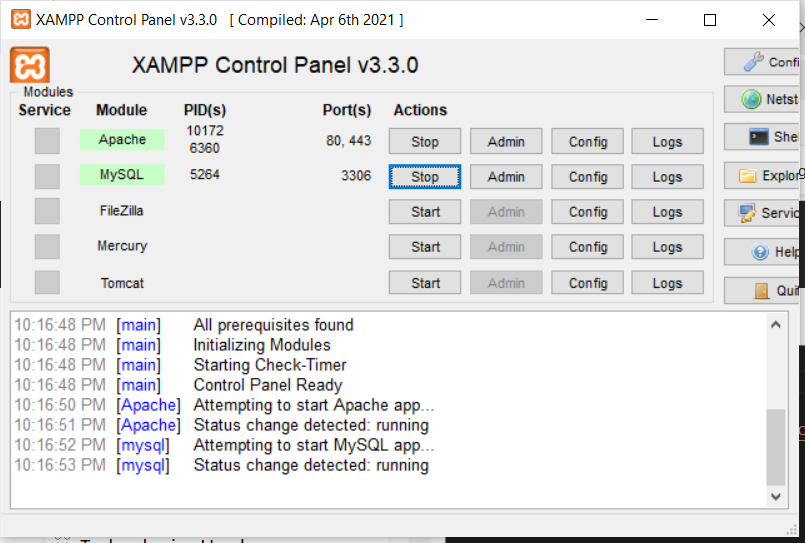 XAMPP Control Panel v3.3.0 [ Compiled: Apr 6th 2021 ]
XAMPP Control Panel v3.3.0
Modules
Service Module PID(s) Port(s) Actions
Apache 10172 6360 80, 443 Stop Admin Config Logs
MySQL 5264 3306 Stop Admin Config Logs
FileZilla Start Admin Config Logs
Mercury Start Admin Config Logs
Tomcat Start Admin Config Logs
Confi
Netst
She
Explor
Servic
Help
Quit
10:16:48 PM [main] All prerequisites found
10:16:48 PM [main] Initializing Modules
10:16:48 PM [main] Starting Check-Timer
10:16:48 PM [main] Control Panel Ready
10:16:50 PM [Apache] Attempting to start Apache app...
10:16:51 PM [Apache] Status change detected: running
10:16:52 PM [mysql] Attempting to start MySQL app...
10:16:53 PM [mysql] Status change detected: running